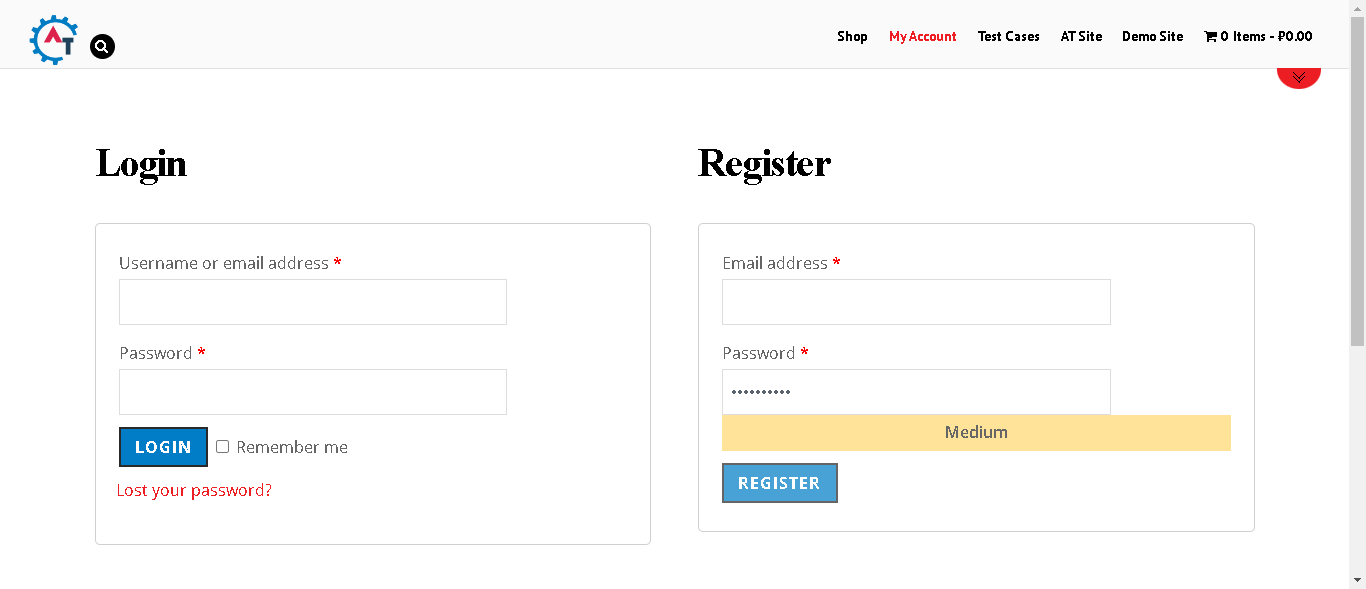 AT
Shop My Account Test Cases AT Site Demo Site 0 Items - ₽0.00
Login
Username or email address *
Password *
LOGIN Remember me
Lost your password?
Register
Email address *
Password *
••••••••••
Medium
REGISTER